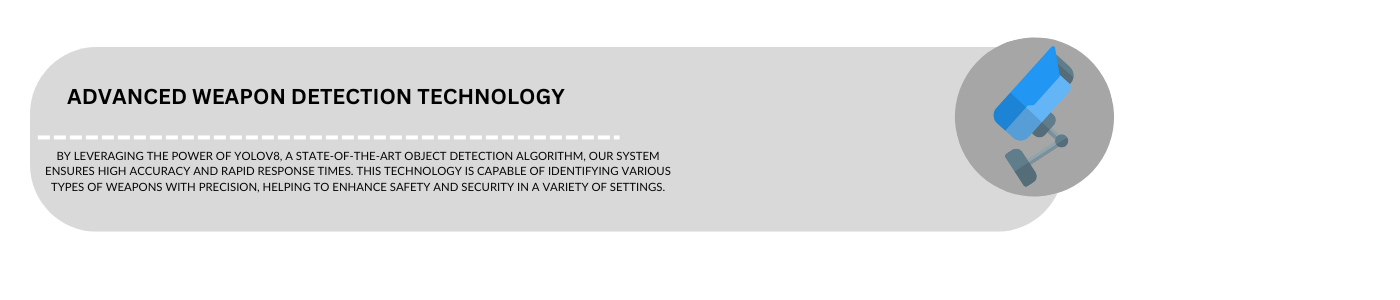 ADVANCED WEAPON DETECTION TECHNOLOGY
BY LEVERAGING THE POWER OF YOLOV8, A STATE-OF-THE-ART OBJECT DETECTION ALGORITHM, OUR SYSTEM
ENSURES HIGH ACCURACY AND RAPID RESPONSE TIMES. THIS TECHNOLOGY IS CAPABLE OF IDENTIFYING VARIOUS
TYPES OF WEAPONS WITH PRECISION, HELPING TO ENHANCE SAFETY AND SECURITY IN A VARIETY OF SETTINGS.